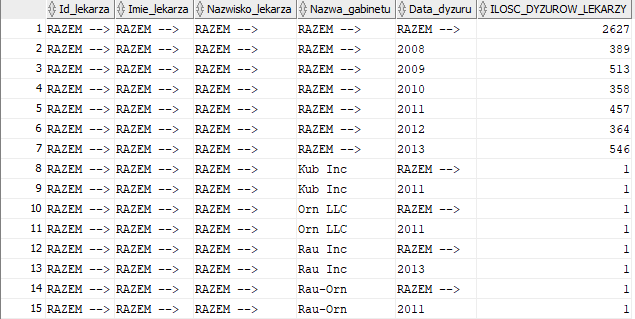 Id_lekarza Imie_lekarza Nazwisko_lekarza Nazwa_gabinetu Data_dyzuru ILOSC_DYZUROW_LEKARZY
1 RAZEM --> RAZEM --> RAZEM --> RAZEM --> RAZEM --> 2627
2 RAZEM --> RAZEM --> RAZEM --> RAZEM --> 2008 389
3 RAZEM --> RAZEM --> RAZEM --> RAZEM --> 2009 513
4 RAZEM --> RAZEM --> RAZEM --> RAZEM --> 2010 358
5 RAZEM --> RAZEM --> RAZEM --> RAZEM --> 2011 457
6 RAZEM --> RAZEM --> RAZEM --> RAZEM --> 2012 364
7 RAZEM --> RAZEM --> RAZEM --> RAZEM --> 2013 546
8 RAZEM --> RAZEM --> RAZEM --> Kub Inc RAZEM --> 1
9 RAZEM --> RAZEM --> RAZEM --> Kub Inc 2011 1
10 RAZEM --> RAZEM --> RAZEM --> Orn LLC RAZEM --> 1
11 RAZEM --> RAZEM --> RAZEM --> Orn LLC 2011 1
12 RAZEM --> RAZEM --> RAZEM --> Rau Inc RAZEM --> 1
13 RAZEM --> RAZEM --> RAZEM --> Rau Inc 2013 1
14 RAZEM --> RAZEM --> RAZEM --> Rau-Orn RAZEM --> 1
15 RAZEM --> RAZEM --> RAZEM --> Rau-Orn 2011 1